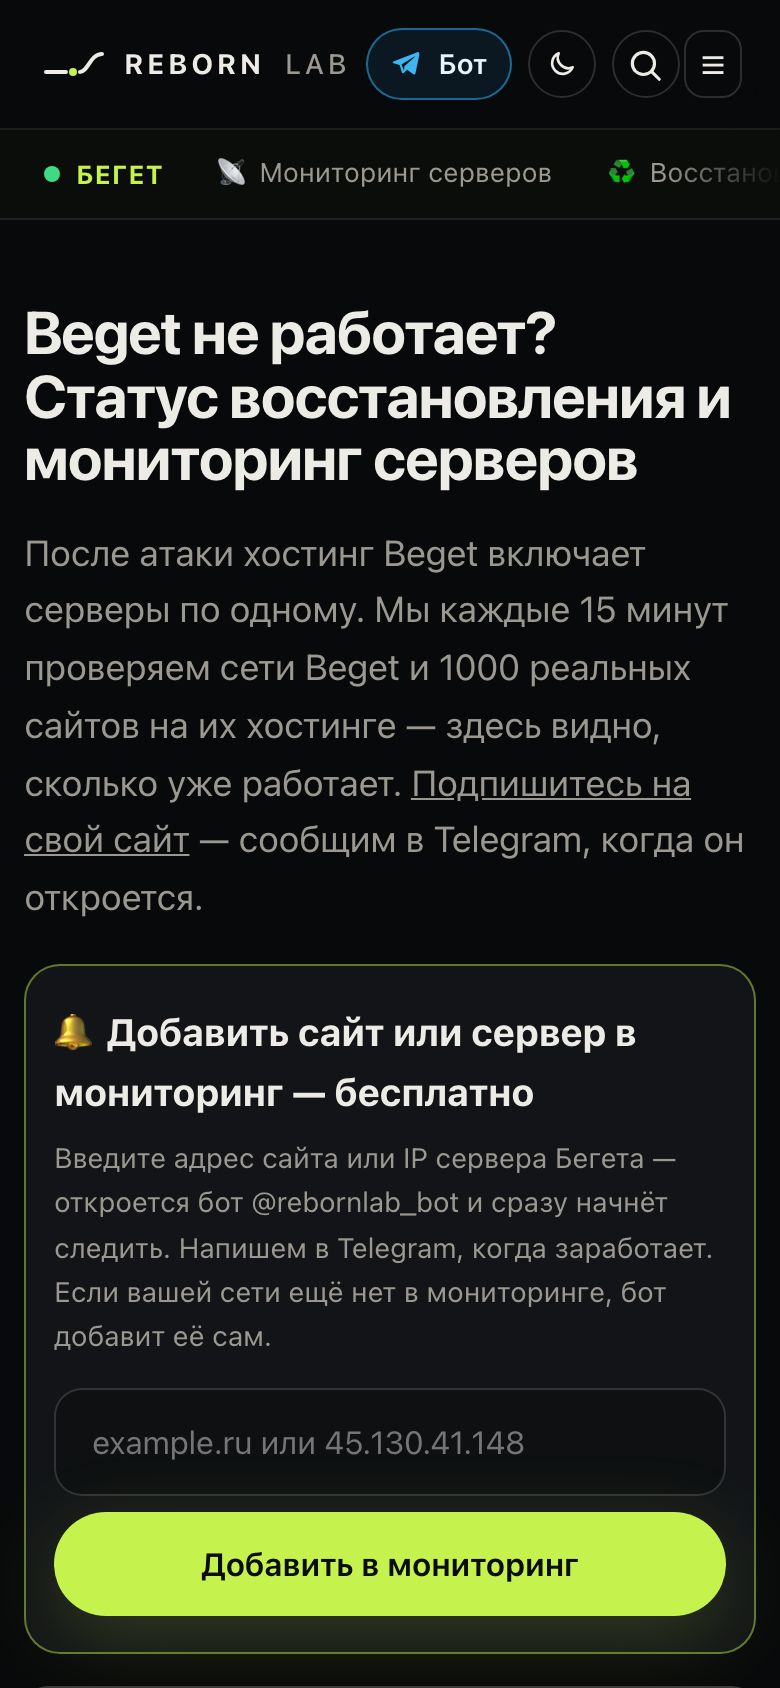 REBORN LAB
Бот
БЕГЕТ
Мониторинг серверов
Beget не работает?
Статус восстановления и
мониторинг серверов
После атаки хостинг Beget включает
серверы по одному. Мы каждые 15 минут
проверяем сети Beget и 1000 реальных
сайтов на их хостинге — здесь видно,
сколько уже работает. Подпишитесь на
свой сайт — сообщим в Telegram, когда он
откроется.
Добавить сайт или сервер в
мониторинг — бесплатно
Введите адрес сайта или IP сервера Бегета —
откроется бот @rebornlab_bot и сразу начнёт
следить. Напишем в Telegram, когда заработает.
Если вашей сети ещё нет в мониторинге, бот
добавит её сам.
example.ru или 45.130.41.148
Добавить в мониторинг